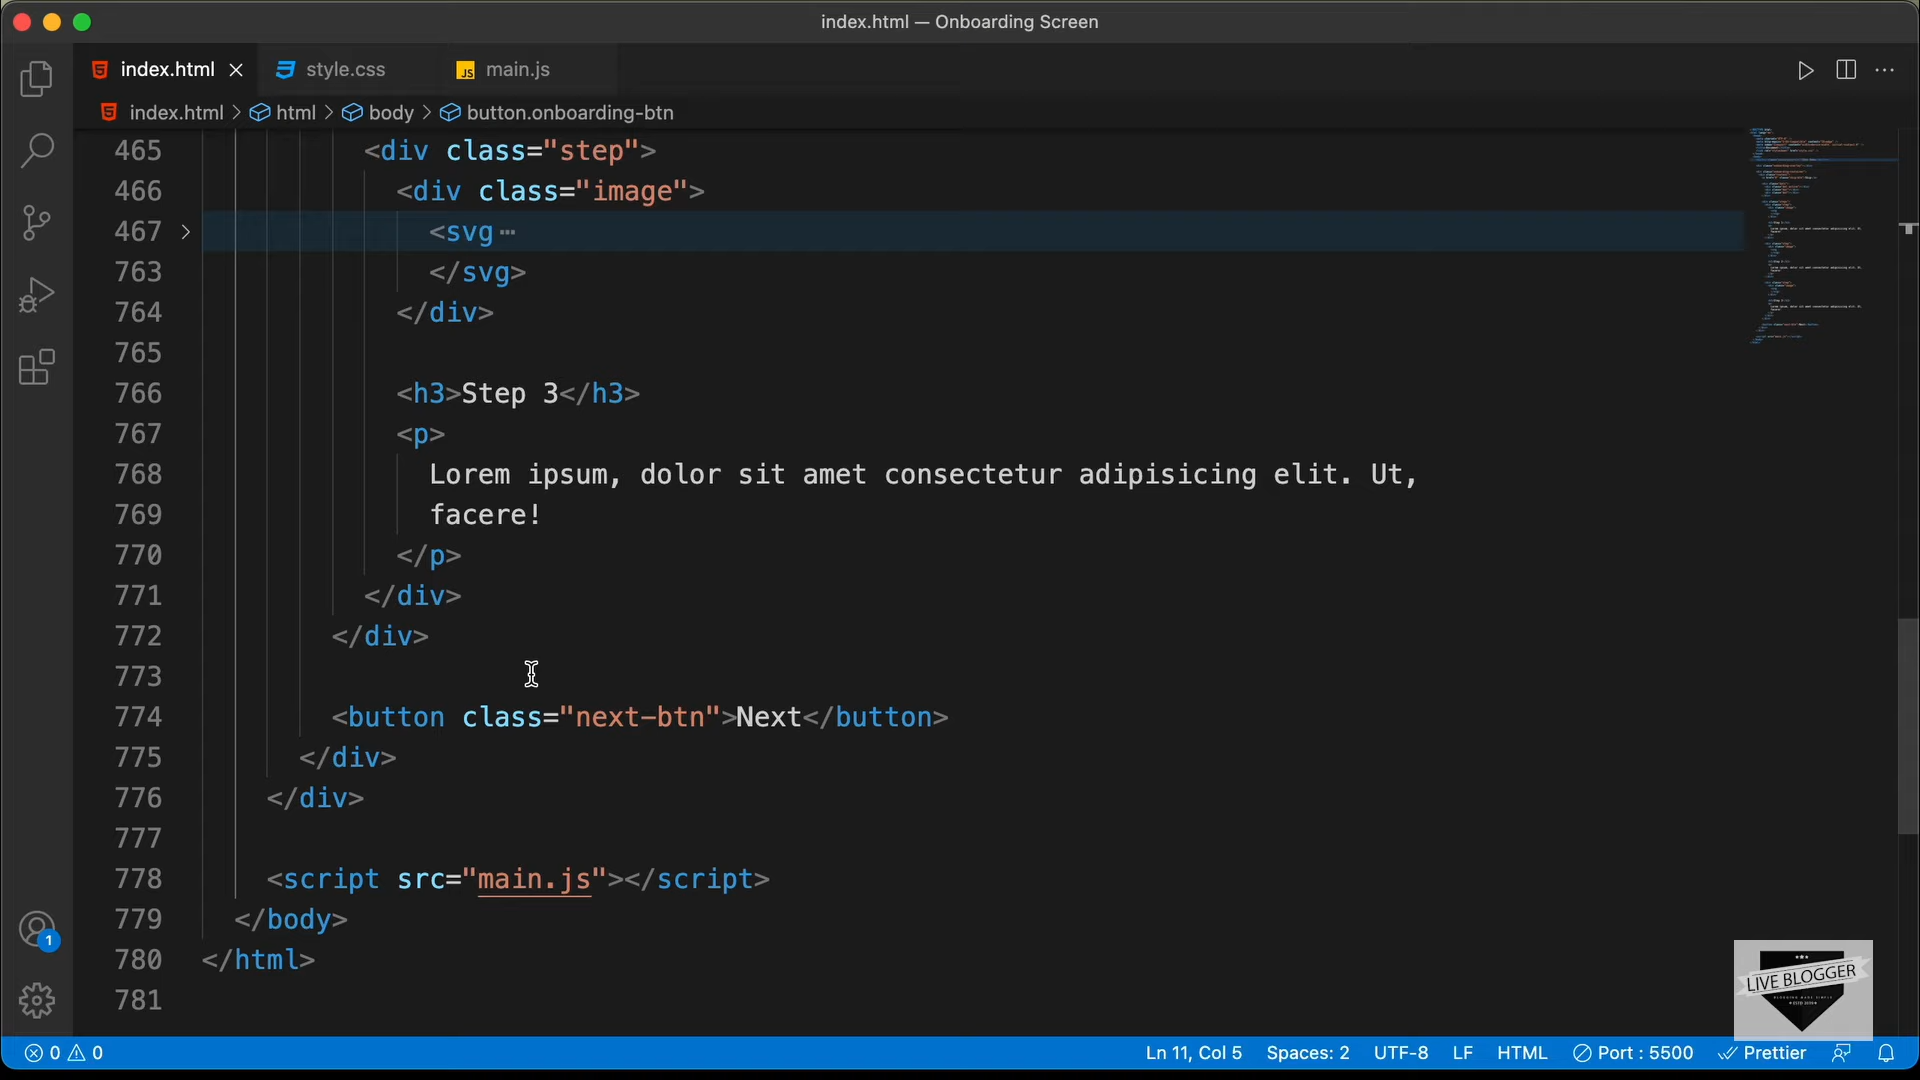 index.html — Onboarding Screen
index.html
style.css
JS main.js
index.html > html > body > button.onboarding-btn
465 <div class="step">
466 <div class="image">
467 <svg
763 </svg>
764 </div>
765
766 <h3>Step 3</h3>
767 <p>
768 Lorem ipsum, dolor sit amet consectetur adipisicing elit. Ut,
769 facere!
770 </p>
771 </div>
772 </div>
773
774 <button class="next-btn">Next</button>
775 </div>
776 </div>
777
778 <script src="main.js"></script>
779 </body>
780 </html>
781
1
LIVE BLOGGER
0 0
Ln 11, Col 5 Spaces: 2 UTF-8 LF HTML Port : 5500 Prettier